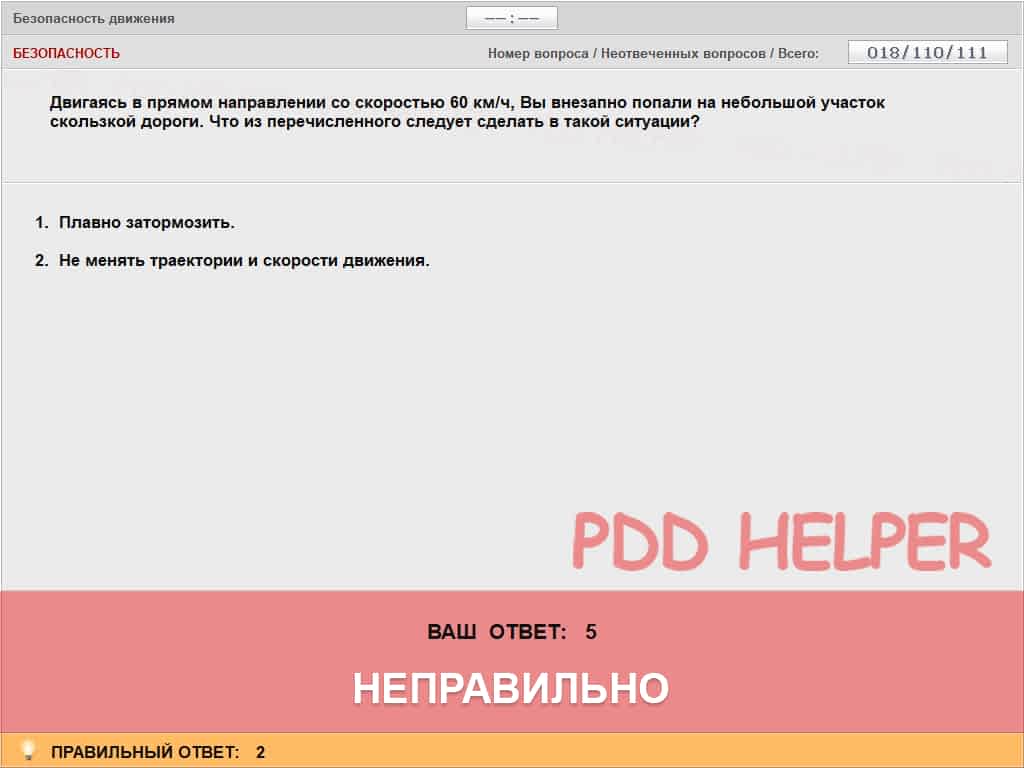 Безопасность движения
–– : ––
БЕЗОПАСНОСТЬ
Номер вопроса / Неотвеченных вопросов / Всего:
018/110/111
Двигаясь в прямом направлении со скоростью 60 км/ч, Вы внезапно попали на небольшой участок
скользкой дороги. Что из перечисленного следует сделать в такой ситуации?
1. Плавно затормозить.
2. Не менять траектории и скорости движения.
PDD HELPER
ВАШ ОТВЕТ: 5
НЕПРАВИЛЬНО
ПРАВИЛЬНЫЙ ОТВЕТ: 2